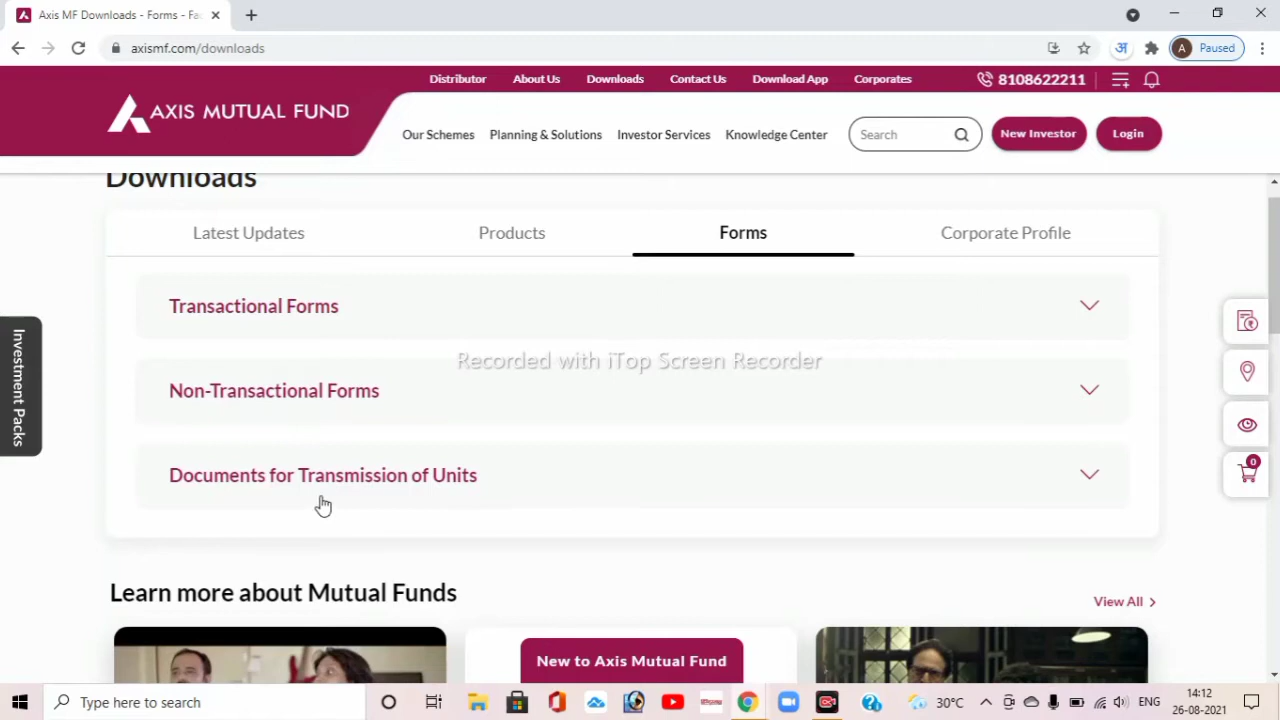 Axis MF Downloads - Forms - Fac
axismf.com/downloads
अ
A
Paused
Distributor
About Us
Downloads
Contact Us
Download App
Corporates
8108622211
AXIS MUTUAL FUND
Our Schemes
Planning & Solutions
Investor Services
Knowledge Center
Search
New Investor
Login
Downloads
Latest Updates
Products
Forms
Corporate Profile
Transactional Forms
Recorded with iTop Screen Recorder
Non-Transactional Forms
Documents for Transmission of Units
Investment Packs
0
Learn more about Mutual Funds
View All
New to Axis Mutual Fund
Type here to search
30°C
ENG
14:12
26-08-2021